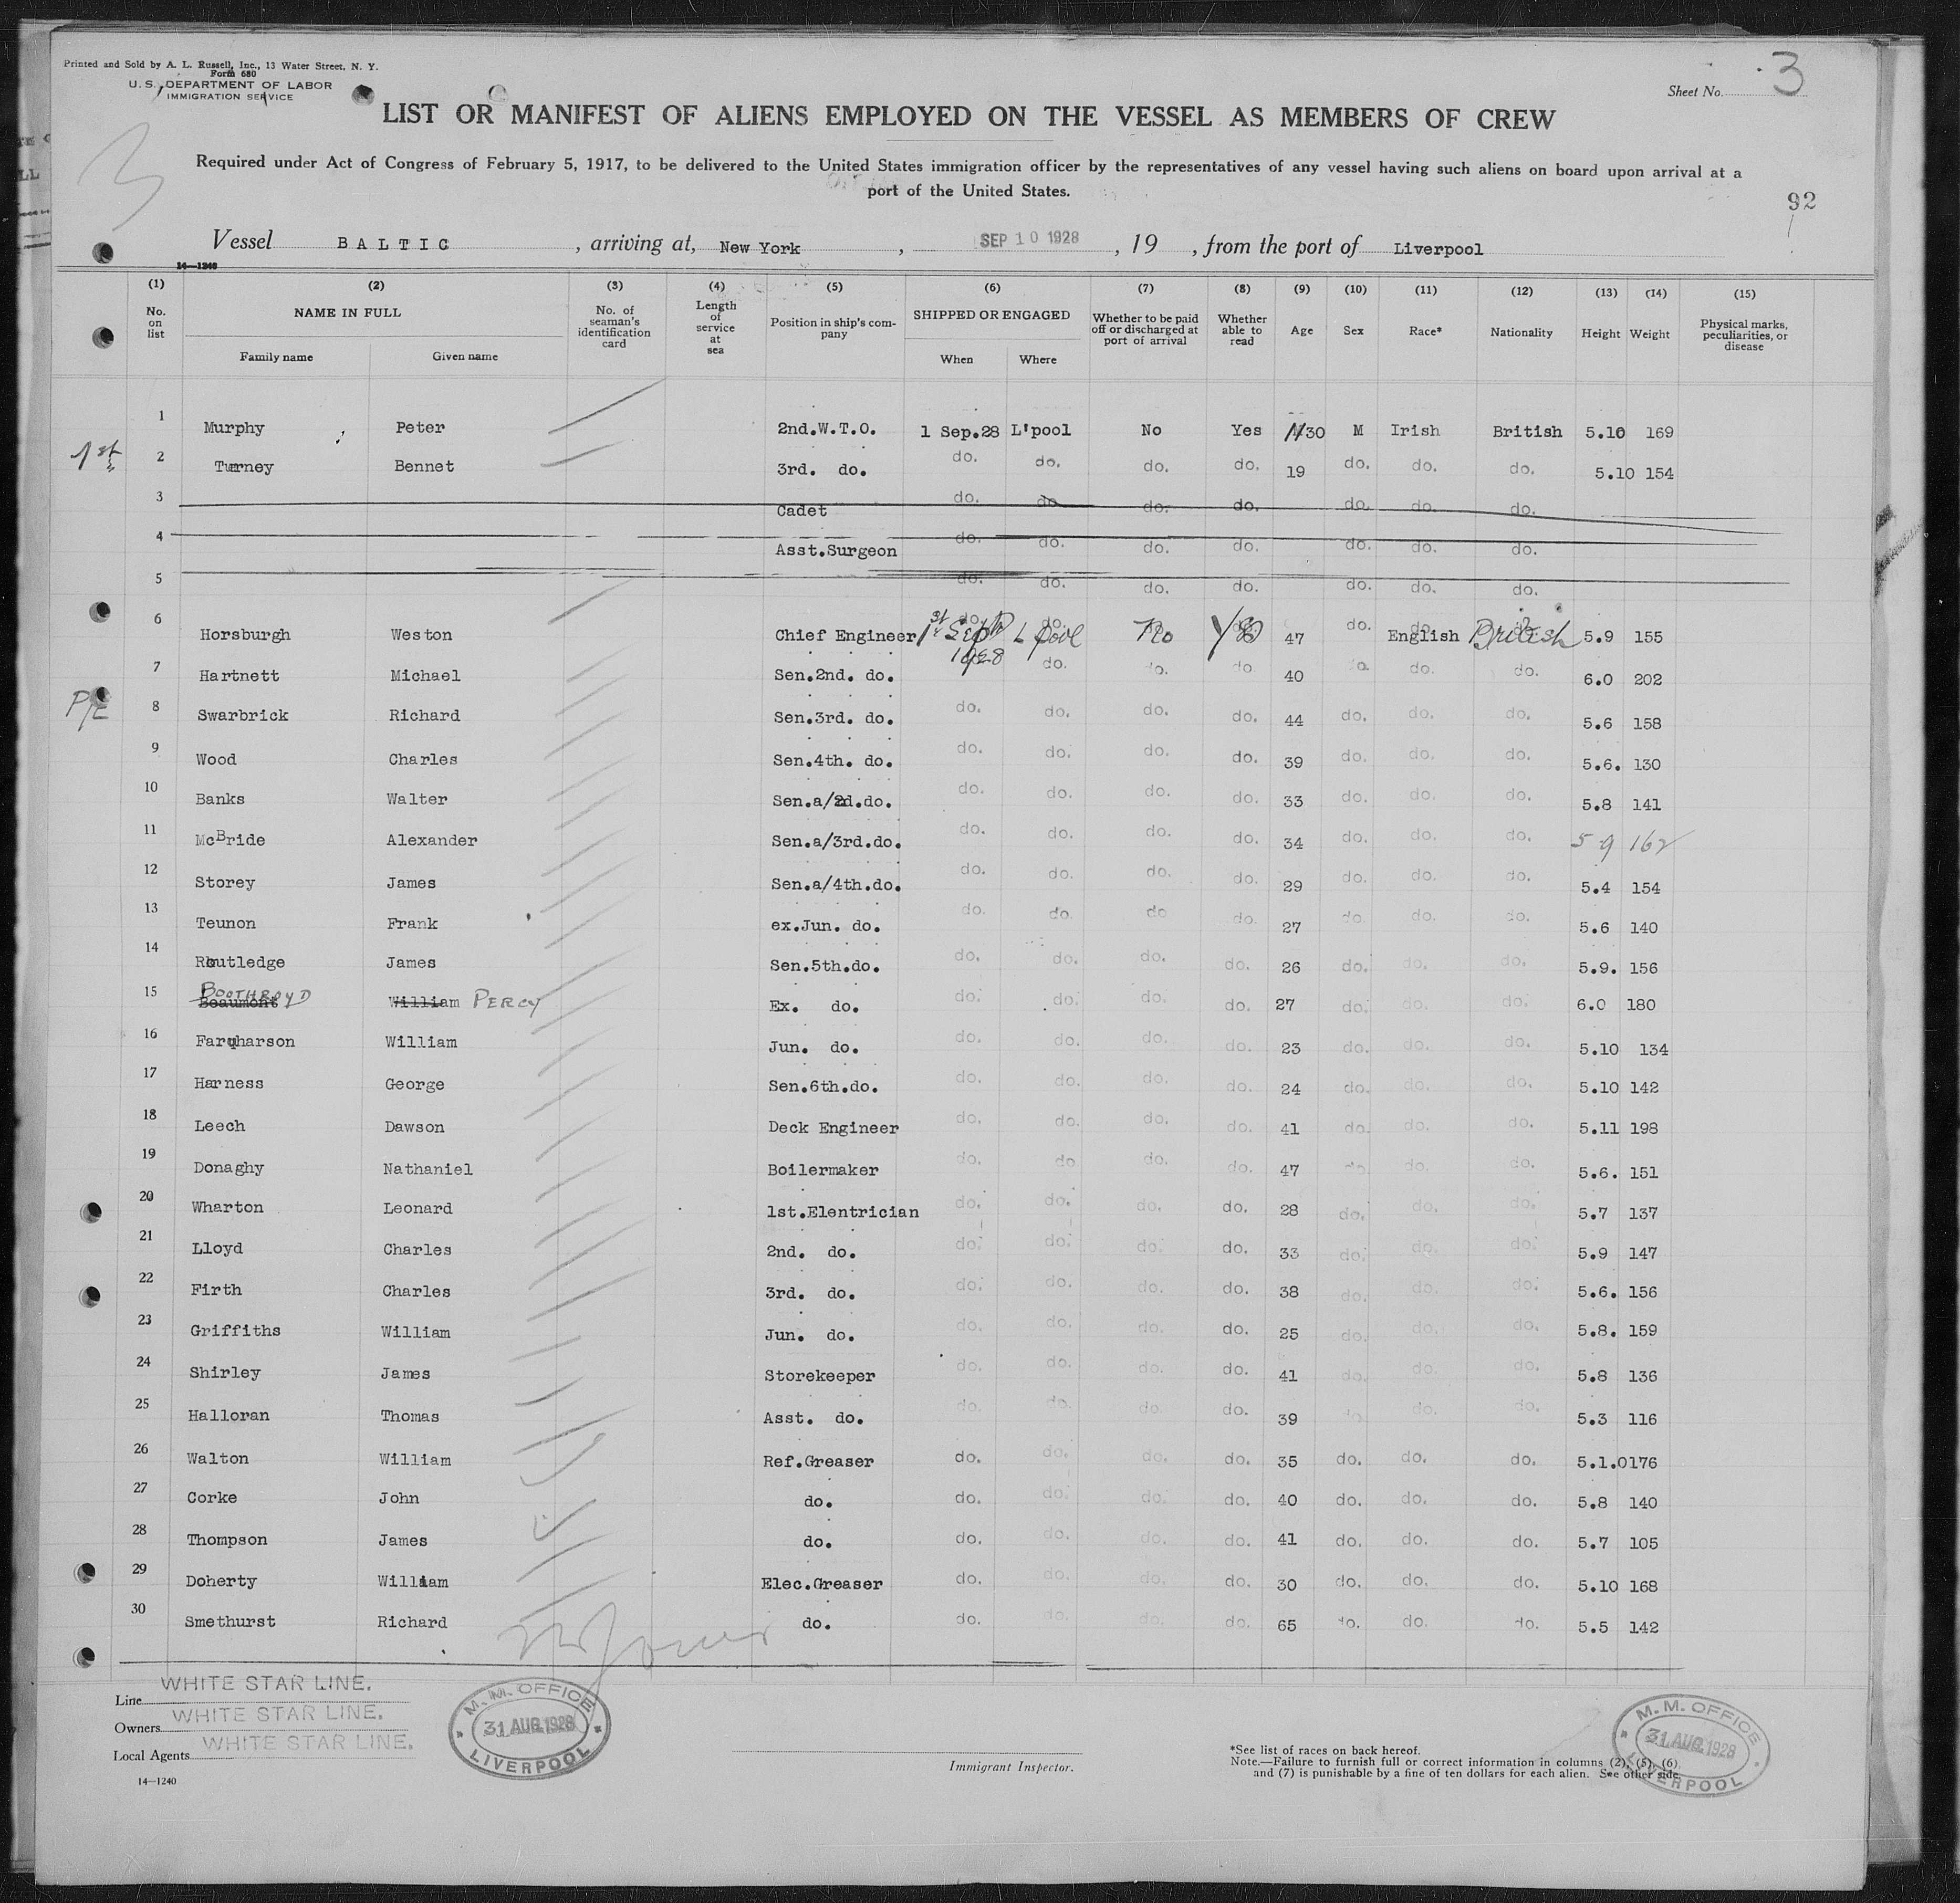 Printed and Sold by A. L. Russell, Inc., 13 Water Street, N. Y.
Form 680
U. S. DEPARTMENT OF LABOR
IMMIGRATION SERVICE
Sheet No. 3
3
LIST OR MANIFEST OF ALIENS EMPLOYED ON THE VESSEL AS MEMBERS OF CREW
Required under Act of Congress of February 5, 1917, to be delivered to the United States immigration officer by the representatives of any vessel having such aliens on board upon arrival at a
port of the United States.
92
Vessel BALTIC, arriving at, New York, SEP 10 1928, 19 , from the port of Liverpool
14—1240
(1) (2) (3) (4) (5) (6) (7) (8) (9) (10) (11) (12) (13) (14) (15)
No. on list NAME IN FULL Family name Given name No. of seaman's identification card Length of service at sea Position in ship's company SHIPPED OR ENGAGED When Where Whether to be paid off or discharged at port of arrival Whether able to read Age Sex Race* Nationality Height Weight Physical marks, peculiarities, or disease
1 Murphy Peter 2nd.W.T.O. 1 Sep.28 L'pool No Yes 30 M Irish British 5.10 169
1st
2 Turney Bennet 3rd. do. do. do. do. do. 19 do. do. do. 5.10 154
3 Cadet do. do do. do. do. do. do.
4 Asst.Surgeon do. do. do. do. do. do. do.
5 do. do. do. do. do. do. do.
6 Horsburgh Weston Chief Engineer 1st Sept 1928 L'Pool No Yes 47 do. English British 5.9 155
7 Hartnett Michael Sen.2nd. do. do. do. do 40 do. do. do. 6.0 202
P/E
8 Swarbrick Richard Sen.3rd. do. do. do. do. do. 44 do. do. do. 5.6 158
9 Wood Charles Sen.4th. do. do. do. do. do. 39 do. do. do. 5.6. 130
10 Banks Walter Sen.a/2d.do. do. do. do. do. 33 do. do. do. 5.8 141
11 McBride Alexander Sen.a/3rd.do. do. do. do. do. 34 do. do. do. 5 9 162
12 Storey James Sen.a/4th.do. do. do. do. do. 29 do. do. do. 5.4 154
13 Teunon Frank ex.Jun. do. do. do. do do. 27 do. do. do. 5.6 140
14 Routledge James Sen.5th.do. do. do. do. do. 26 do. do. do. 5.9. 156
15 Beaumont BOOTHROYD William PERCY Ex. do. do. do. do. do. 27 do. do. do. 6.0 180
16 Farquharson William Jun. do. do. do. do. do. 23 do. do. do. 5.10 134
17 Harness George Sen.6th.do. do. do. do. do. 24 do. do. do. 5.10 142
18 Leech Dawson Deck Engineer do. do. do. do. 41 do. do. do. 5.11 198
19 Donaghy Nathaniel Boilermaker do. do do. do. 47 do. do. do. 5.6. 151
20 Wharton Leonard 1st.Elentrician do. do. do. do. 28 do. do. do. 5.7 137
21 Lloyd Charles 2nd. do. do. do. do. do. 33 do. do. do. 5.9 147
22 Firth Charles 3rd. do. do. do. do. do. 38 do. do. do. 5.6. 156
23 Griffiths William Jun. do. do. do. do. do. 25 do. do. do. 5.8. 159
24 Shirley James Storekeeper do. do. do. do. 41 do. do. do. 5.8 136
25 Halloran Thomas Asst. do. do. do. do. do. 39 do do. do. 5.3 116
26 Walton William Ref.Greaser do. do. do. do. 35 do. do. do. 5.1.0176
27 Corke John do. do. do. do. do. 40 do. do. do. 5.8 140
28 Thompson James do. do. do. do. do. 41 do. do. do. 5.7 105
29 Doherty William Elec.Greaser do. do. do. do. 30 do. do. do. 5.10 168
30 Smethurst Richard do. do. do. do. do. 65 do. do. do. 5.5 142
Line WHITE STAR LINE.
Owners WHITE STAR LINE.
Local Agents WHITE STAR LINE.
14—1240
M. M. OFFICE
31 AUG 1928
LIVERPOOL
Immigrant Inspector.
*See list of races on back hereof.
Note.—Failure to furnish full or correct information in columns (2), (5), (6)
and (7) is punishable by a fine of ten dollars for each alien. See other side.
M. M. OFFICE
31 AUG 1928
LIVERPOOL